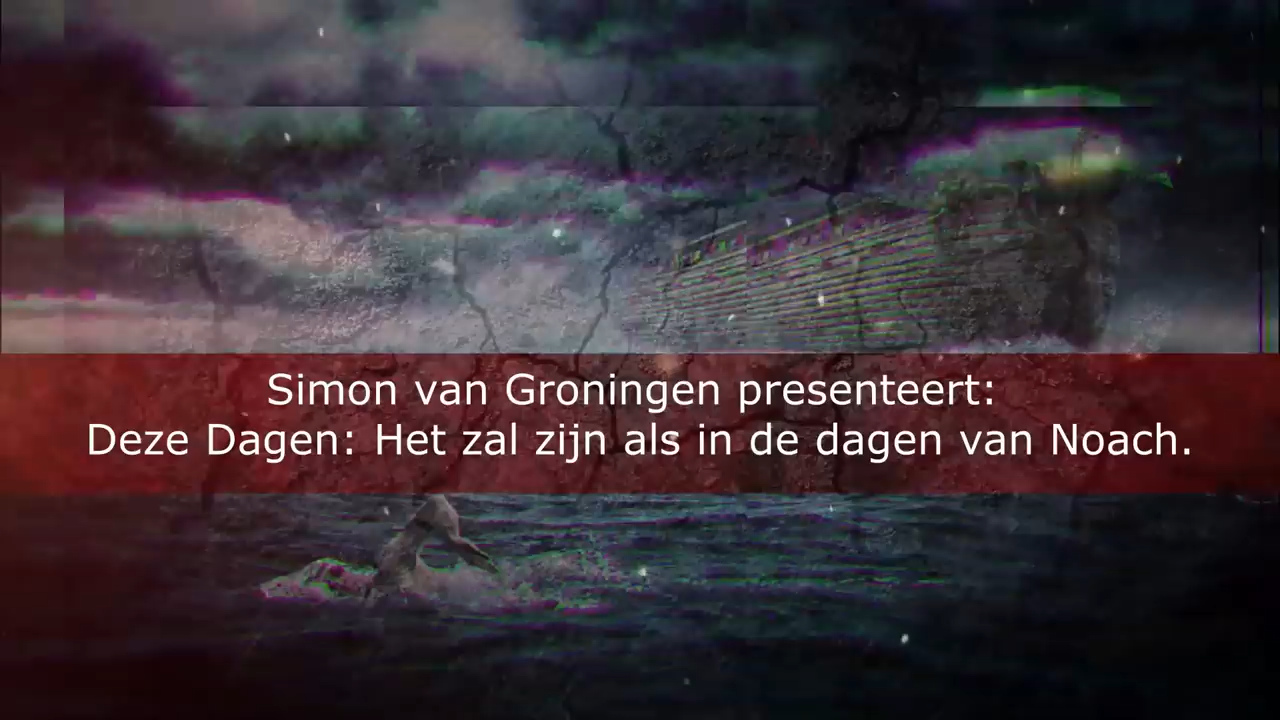 Simon van Groningen presenteert:
Deze Dagen: Het zal zijn als in de dagen van Noach.